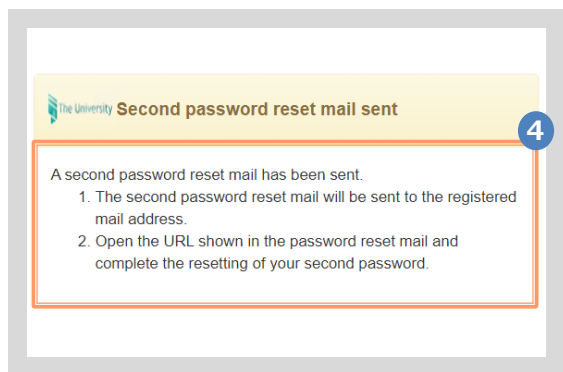 The University Second password reset mail sent
4
A second password reset mail has been sent.
1. The second password reset mail will be sent to the registered
mail address.
2. Open the URL shown in the password reset mail and
complete the resetting of your second password.